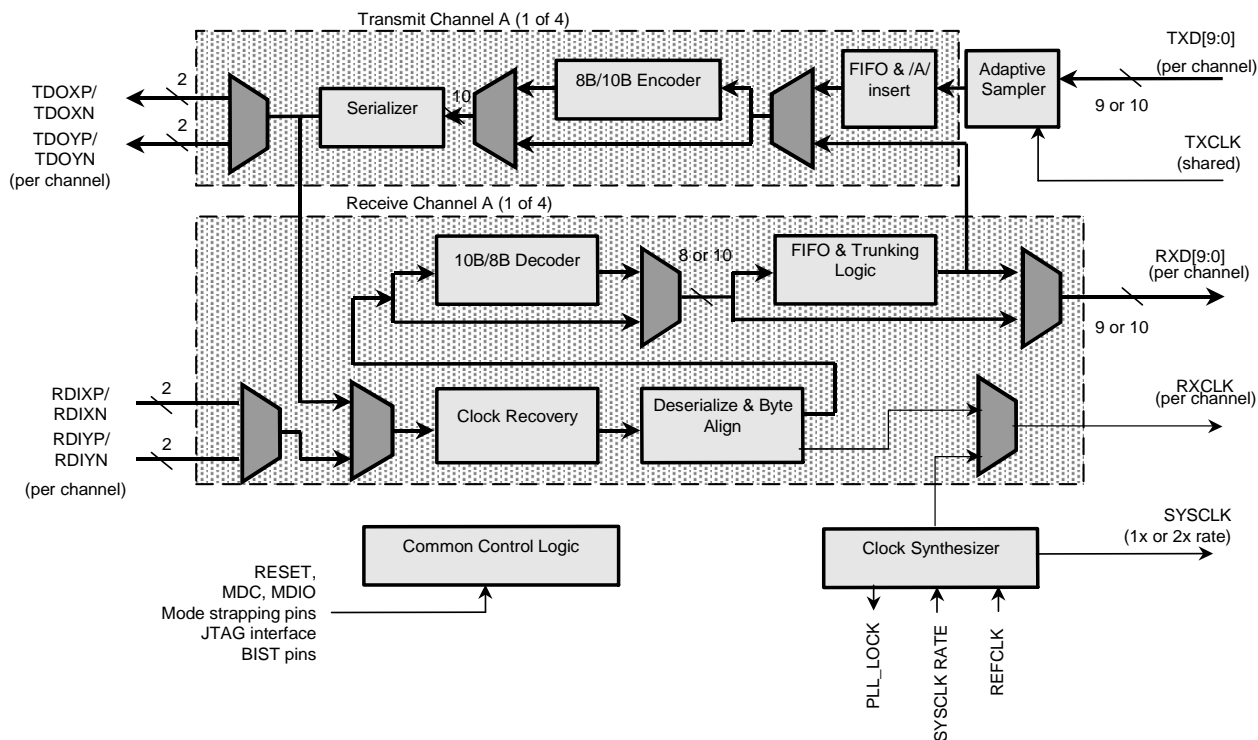 Transmit Channel A (1 of 4)
TDOXP/
TDOXN
TDOYP/
TDOYN
(per channel)
2
2
Serializer
10
8B/10B Encoder
FIFO & /A/
insert
Adaptive
Sampler
TXD[9:0]
(per channel)
9 or 10
TXCLK
(shared)
Receive Channel A (1 of 4)
10B/8B Decoder
8 or 10
FIFO & Trunking
Logic
RXD[9:0]
(per channel)
9 or 10
RDIXP/
RDIXN
RDIYP/
RDIYN
(per channel)
2
2
Clock Recovery
Deserialize & Byte
Align
RXCLK
(per channel)
Common Control Logic
RESET,
MDC, MDIO
Mode strapping pins
JTAG interface
BIST pins
Clock Synthesizer
SYSCLK
(1x or 2x rate)
PLL_LOCK
SYSCLK RATE
REFCLK